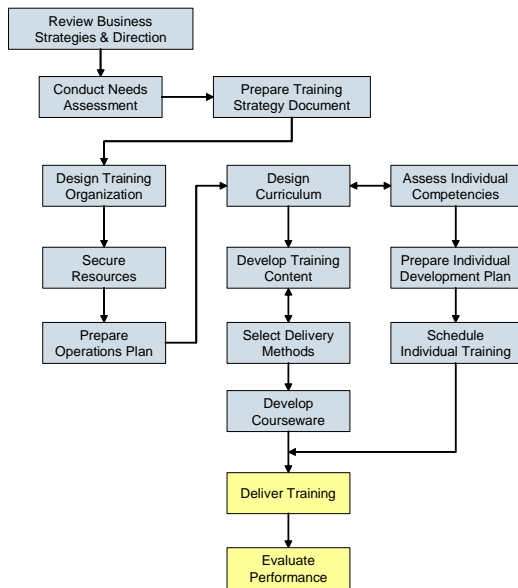 Review Business
Strategies & Direction
Conduct Needs
Assessment
Prepare Training
Strategy Document
Design Training
Organization
Design
Curriculum
Assess Individual
Competencies
Secure
Resources
Develop Training
Content
Prepare Individual
Development Plan
Prepare
Operations Plan
Select Delivery
Methods
Schedule
Individual Training
Develop
Courseware
Deliver Training
Evaluate
Performance